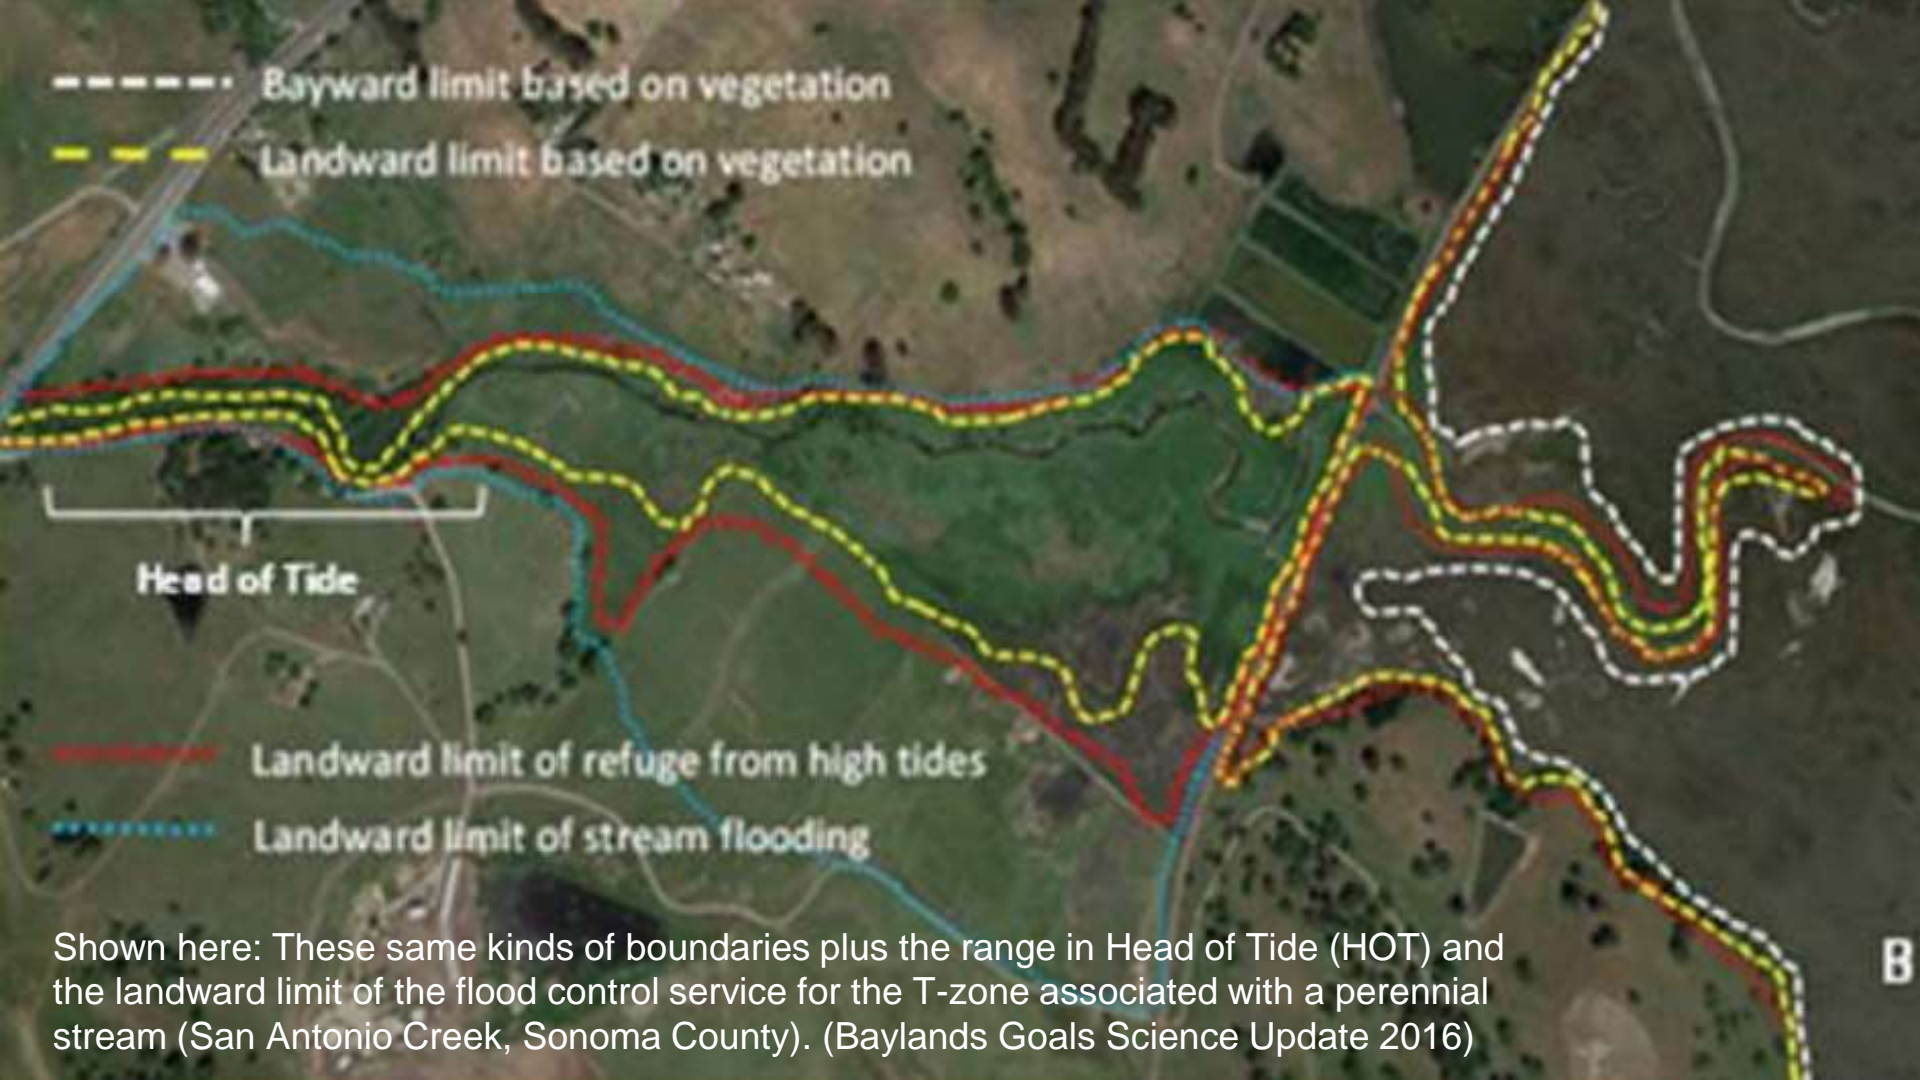 Bayward limit based on vegetation
Landward limit based on vegetation
Head of Tide
Landward limit of refuge from high tides
Landward limit of stream flooding
Shown here: These same kinds of boundaries plus the range in Head of Tide (HOT) and
the landward limit of the flood control service for the T-zone associated with a perennial
stream (San Antonio Creek, Sonoma County). (Baylands Goals Science Update 2016)
B